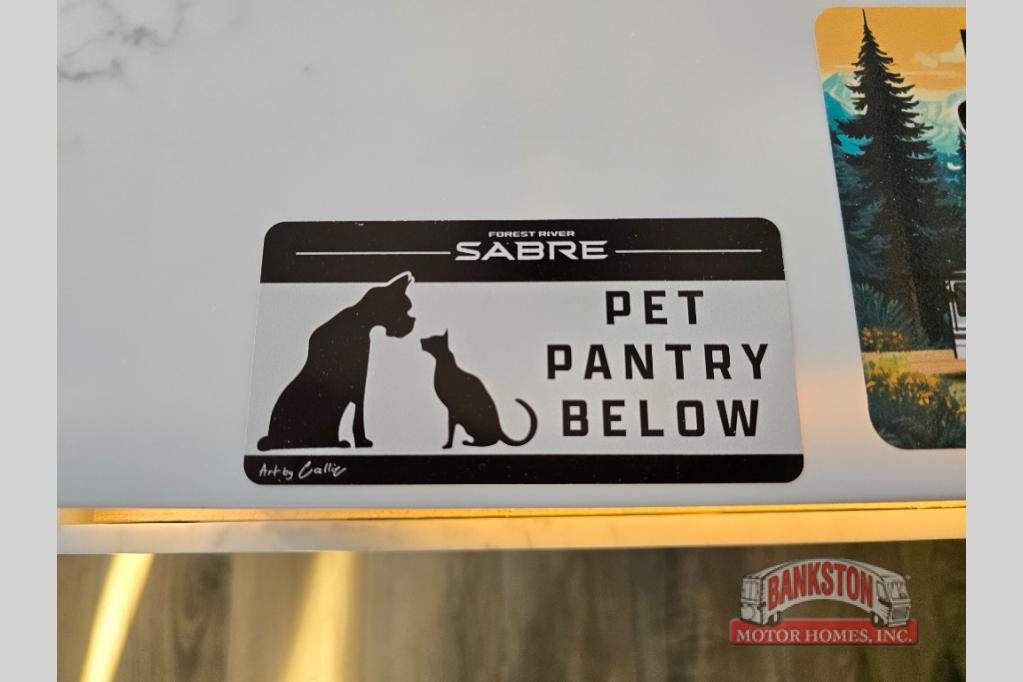 FOREST RIVER
SABRE
PET
PANTRY
BELOW
Art by Callie
BANKSTON
MOTOR HOMES, INC.